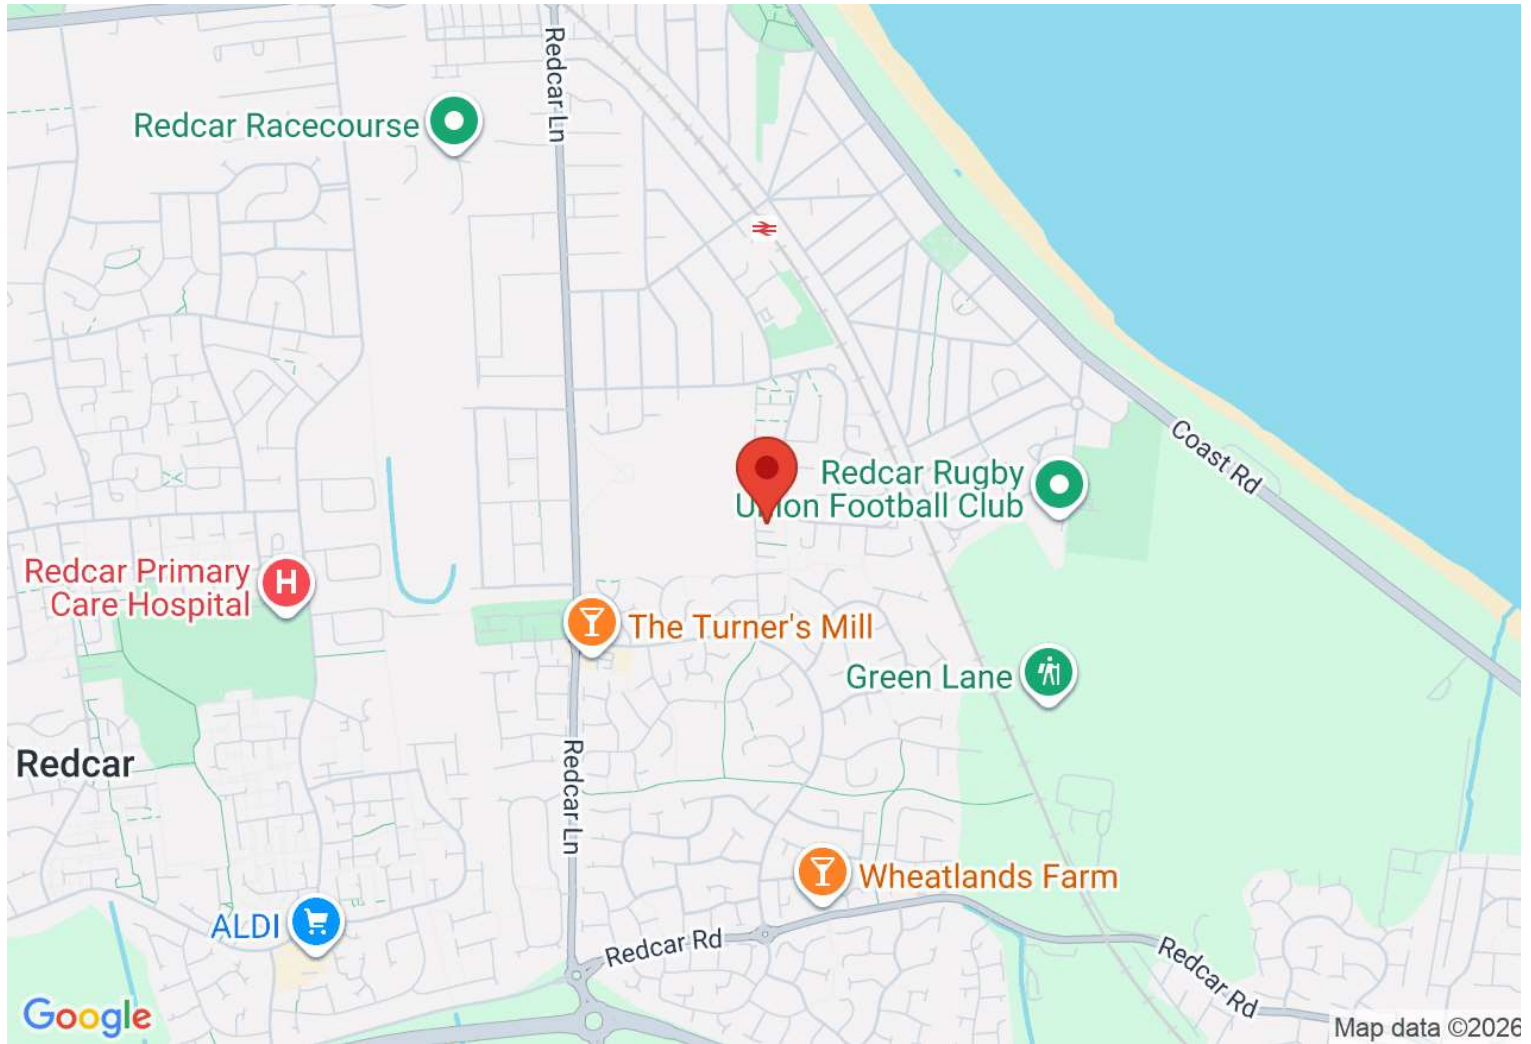 Redcar Ln
Redcar Racecourse
Coast Rd
Redcar Rugby
Union Football Club
Redcar Primary
Care Hospital
H
The Turner's Mill
Green Lane
Redcar
Redcar Ln
Wheatlands Farm
ALDI
Redcar Rd
Redcar Rd
Google
Map data ©2026